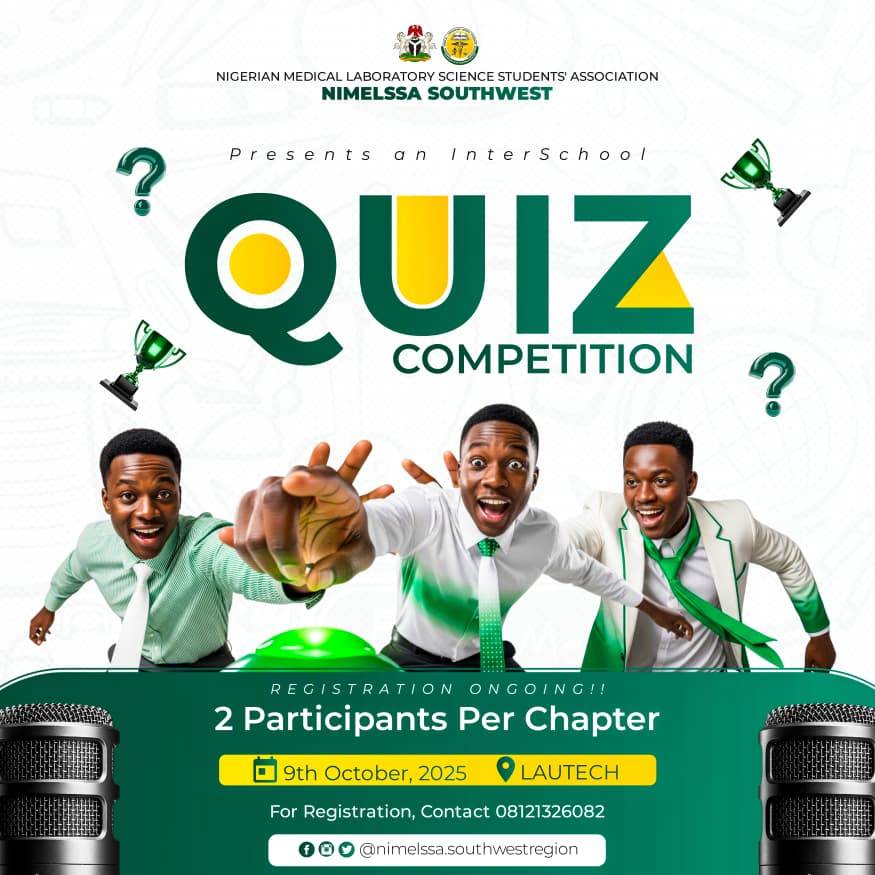 NIGERIAN MEDICAL LABORATORY SCIENCE STUDENTS' ASSOCIATION
NIMELSSA SOUTHWEST
Presents an InterSchool
QUIZ
COMPETITION
REGISTRATION ONGOING!!
2 Participants Per Chapter
9th October, 2025 LAUTECH
For Registration, Contact 08121326082
@nimelssa.southwestregion